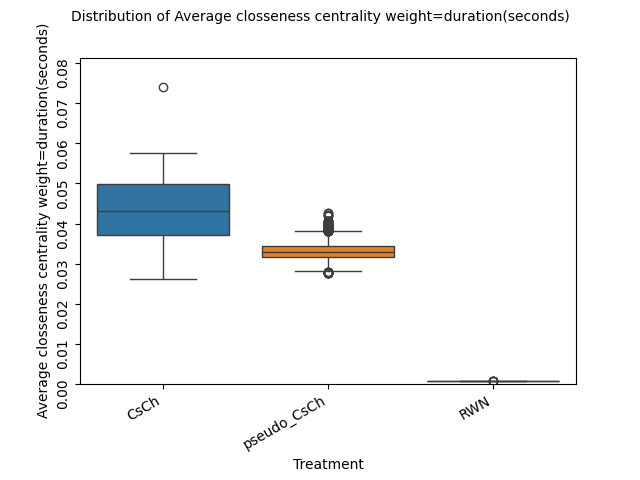 Distribution of Average closseness centrality weight=duration(seconds)
Average closseness centrality weight=duration(seconds)
0.08
0.07
0.06
0.05
0.04
0.03
0.02
0.01
0.00
CsCh
pseudo_CsCh
RWN
Treatment